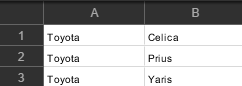 A B
1 Toyota Celica
2 Toyota Prius
3 Toyota Yaris